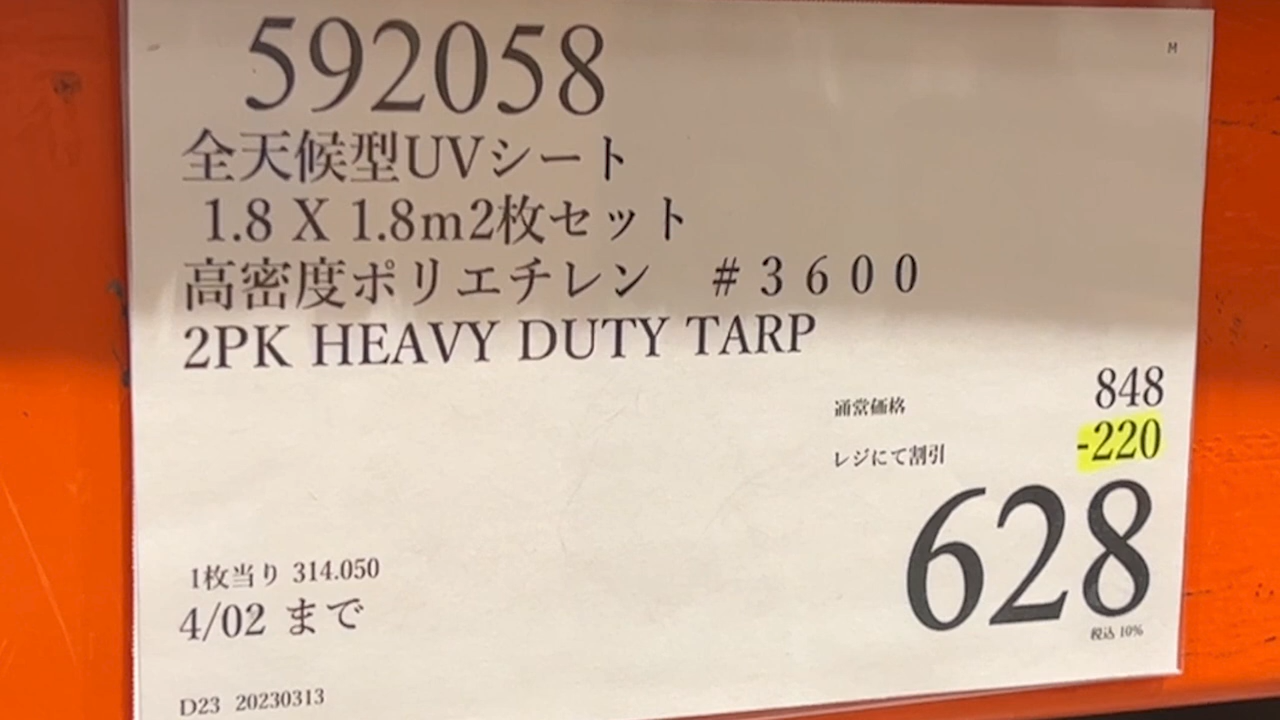 M
592058
全天候型UVシート
1.8 X 1.8m2枚セット
高密度ポリエチレン　＃３６００
2PK HEAVY DUTY TARP
通常価格 848
レジにて割引 -220
628
税込 10%
1枚当り 314.050
4/02 まで
D23 20230313